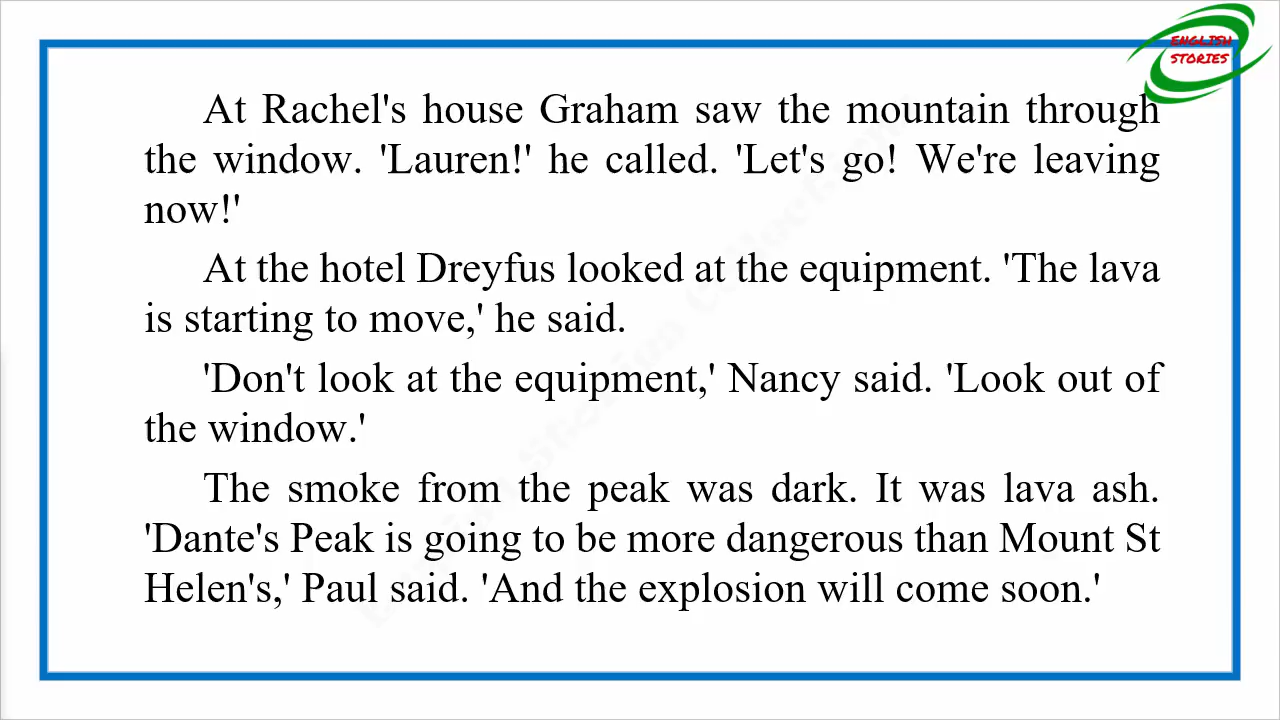 ENGLISH
STORIES
At Rachel's house Graham saw the mountain through
the window. 'Lauren!' he called. 'Let's go! We're leaving
now!'
At the hotel Dreyfus looked at the equipment. 'The lava
is starting to move,' he said.
'Don't look at the equipment,' Nancy said. 'Look out of
the window.'
The smoke from the peak was dark. It was lava ash.
'Dante's Peak is going to be more dangerous than Mount St
Helen's,' Paul said. 'And the explosion will come soon.'